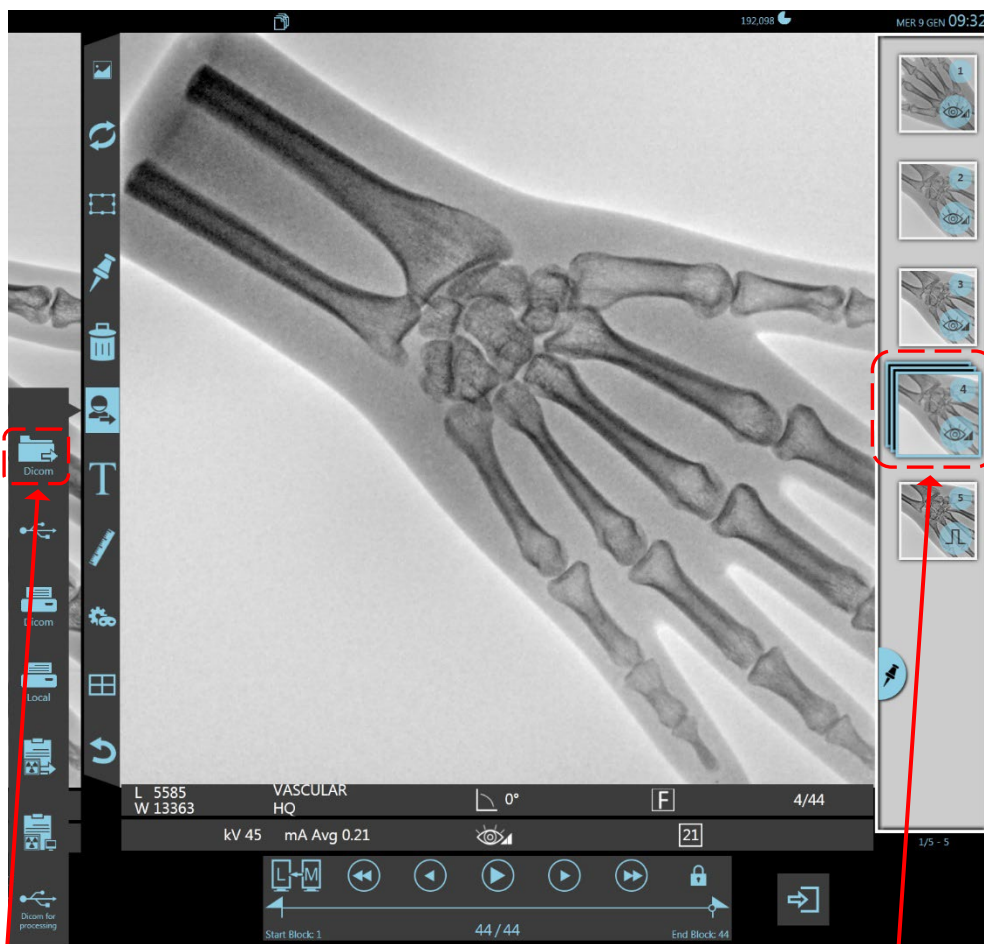 192,098
MER 9 GEN 09:32
1
2
3
4
5
Dicom
T
Dicom
Local
Dicom for
processing
L 5585
W 13363
VASCULAR
HQ
0°
F
4/44
kV 45
mA Avg 0.21
21
1/5 - 5
L M
Start Block: 1
44 / 44
End Block: 44